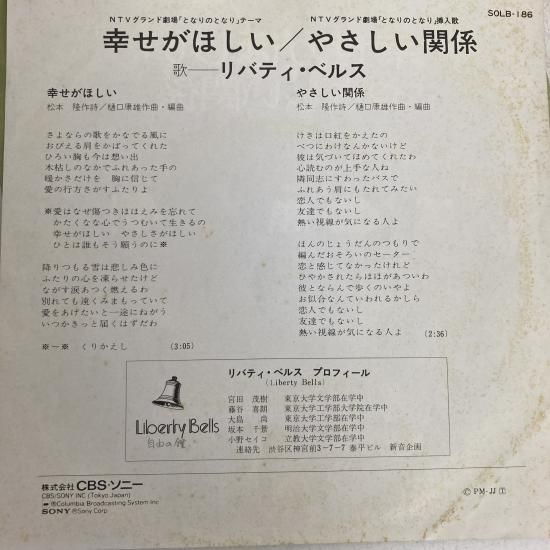 SOLB-186
NTVグランド劇場「となりのとなり」テーマ
NTVグランド劇場「となりのとなり」挿入歌
幸せがほしい／やさしい関係
歌──リバティ・ベルス
幸せがほしい
松本 隆作詩／樋口康雄作曲・編曲
さよならの歌をかなでる風に
おびえる肩をかばってくれた
ひろい胸も今は想い出
木枯しのなかでふれあった手の
暖かさだけを 胸に信じて
愛の行方さがすふたりよ
※愛はなぜ傷つきほほえみを忘れて
かたくなな心でうつむいて生きるの
幸せがほしい やさしさがほしい
ひとは誰もそう願うのに※
降りつもる雪は悲しみ色に
ふたりの心を凍らせたけど
ながす涙あつく燃えるわ
別れても遠くみまもっていて
愛をあげたいと一途にねがう
いつかきっと届くはずだわ
※－※ くりかえし (3:05)
やさしい関係
松本 隆作詩／樋口康雄作曲・編曲
けさは口紅をかえたの
べつにわけなんかないけど
彼は気づいてほめてくれたわ
心読むのが上手な人ね
隣同志にすわったバスで
ふれあう肩にもたれてみたい
恋人でもないし
友達でもないし
熱い視線が気になる人よ
ほんのじょうだんのつもりで
編んだおそろいのセーター
恋と感じてなかったけれど
ひやかされたらほほがあついわ
彼とならんで歩くのいやよ
お似合なんていわれるかしら
恋人でもないし
友達でもないし
熱い視線が気になる人よ (2:36)
リバティ・ベルス プロフィール
(Liberty Bells)
Liberty Bells
自由の鐘
宮田 茂樹 東京大学文学部在学中
藤谷 喜朗 東京大学工学部大学院在学中
大島 尚 東京大学文学部在学中
坂本 千景 明治大学文学部在学中
小野セイコ 立教大学文学部在学中
連絡先 渋谷区神宮前3－7－7 泰平ビル 新音企画
株式会社 CBS・ソニー
CBS/SONY INC (Tokyo Japan)
®Columbia Broadcasting System Inc
SONY ®Sony Corp
Ⓒ PM・JJ Ⓣ